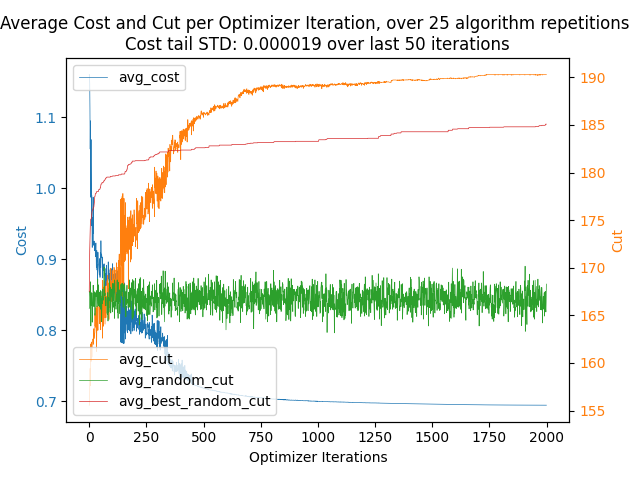 Average Cost and Cut per Optimizer Iteration, over 25 algorithm repetitions
Cost tail STD: 0.000019 over last 50 iterations
avg_cost
1.1
1.0
0.9
0.8
0.7
Cost
190
185
180
175
170
165
160
155
Cut
avg_cut
avg_random_cut
avg_best_random_cut
0 250 500 750 1000 1250 1500 1750 2000
Optimizer Iterations